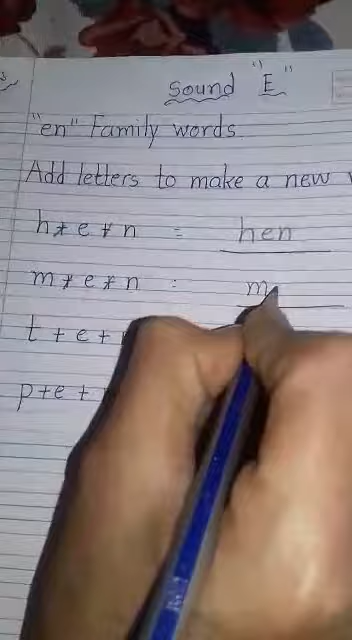 Sound "E"
"en" Family words
Add letters to make a new
h + e + n = hen
m + e + n = m
t + e +
p + e +